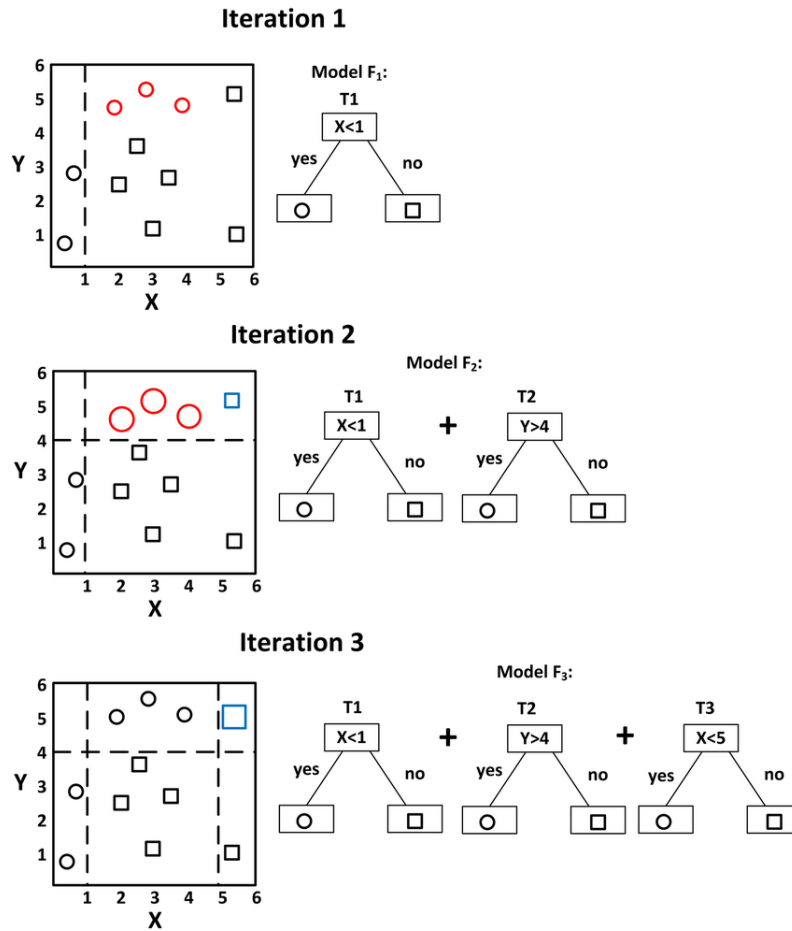 Iteration 1
Model F₁:
T1
X<1
yes
no
6
5
4
3
2
1
Y
1 2 3 4 5 6
X
Iteration 2
Model F₂:
T1
X<1
yes
no
+
T2
Y>4
yes
no
6
5
4
3
2
1
Y
1 2 3 4 5 6
X
Iteration 3
Model F₃:
T1
X<1
yes
no
+
T2
Y>4
yes
no
+
T3
X<5
yes
no
6
5
4
3
2
1
Y
1 2 3 4 5 6
X